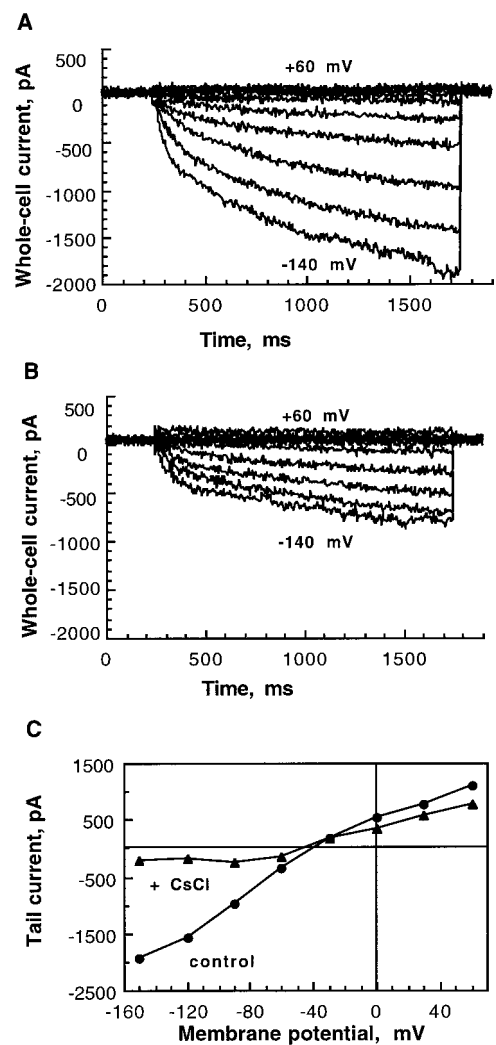 A
Whole-cell current, pA
500
0
-500
-1000
-1500
-2000
+60 mV
-140 mV
0 500 1000 1500
Time, ms
B
Whole-cell current, pA
500
0
-500
-1000
-1500
-2000
+60 mV
-140 mV
0 500 1000 1500
Time, ms
C
Tail current, pA
1500
500
-500
-1500
-2500
+ CsCl
control
-160 -120 -80 -40 0 40
Membrane potential, mV